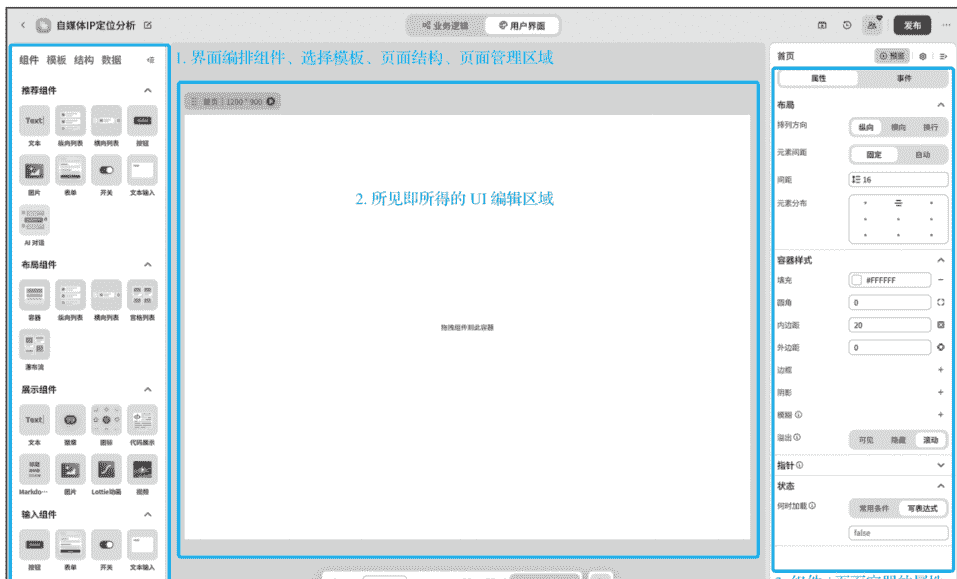 自媒体IP定位分析
业务逻辑 用户界面
发布
组件 模板 结构 数据
1. 界面编排组件、选择模板、页面结构、页面管理区域
首页 预览
属性 事件
推荐组件
Text
文本 纵向列表 横向列表 按钮
图片 表单 开关 文本输入
AI 对话
布局组件
容器 纵向列表 横向列表 宫格列表
瀑布流
展示组件
Text
文本 徽章 图标 代码展示
Markdo··· 图片 Lottie动画 视频
输入组件
按钮 表单 开关 文本输入
首页 1200 * 900
2. 所见即所得的 UI 编辑区域
拖拽组件到此容器
布局
排列方向 纵向 横向 换行
元素间距 固定 自动
间距 16
元素分布
容器样式
填充 #FFFFFF
圆角 0
内边距 20
外边距 0
边框
阴影
模糊
溢出 可见 隐藏 滚动
指针
状态
何时加载 常用条件 写表达式
false